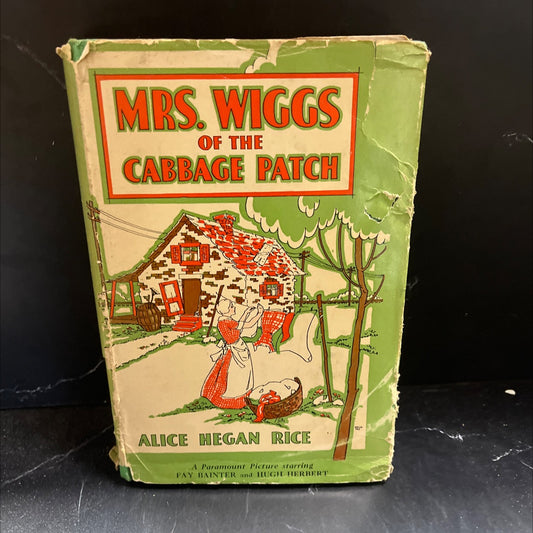 MRS. WIGGS
OF THE
CABBAGE PATCH
ALICE HEGAN RICE
A Paramount Picture starring
FAY BAINTER and HUGH HERBERT